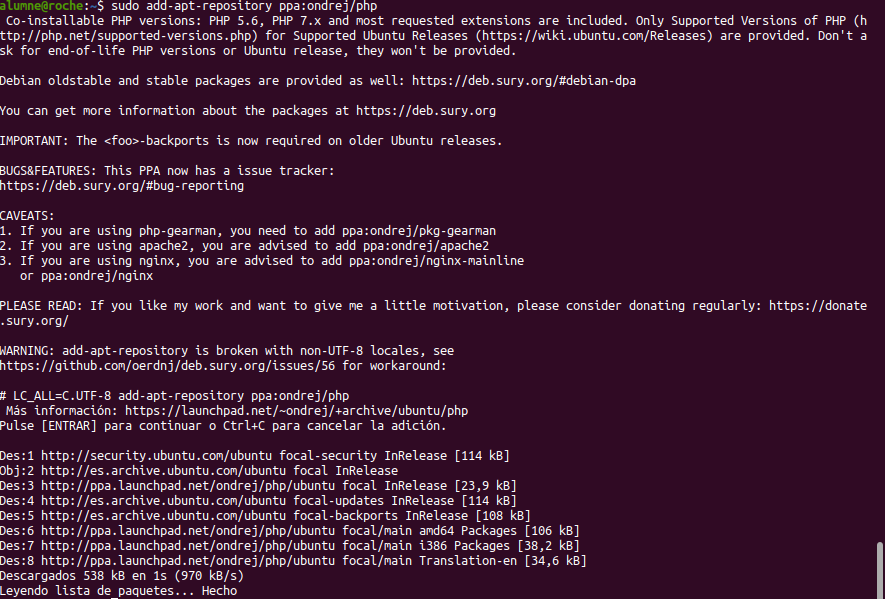 alumne@roche:~$ sudo add-apt-repository ppa:ondrej/php
 Co-installable PHP versions: PHP 5.6, PHP 7.x and most requested extensions are included. Only Supported Versions of PHP (h
ttp://php.net/supported-versions.php) for Supported Ubuntu Releases (https://wiki.ubuntu.com/Releases) are provided. Don't a
sk for end-of-life PHP versions or Ubuntu release, they won't be provided.

Debian oldstable and stable packages are provided as well: https://deb.sury.org/#debian-dpa

You can get more information about the packages at https://deb.sury.org

IMPORTANT: The <foo>-backports is now required on older Ubuntu releases.

BUGS&FEATURES: This PPA now has a issue tracker:
https://deb.sury.org/#bug-reporting

CAVEATS:
1. If you are using php-gearman, you need to add ppa:ondrej/pkg-gearman
2. If you are using apache2, you are advised to add ppa:ondrej/apache2
3. If you are using nginx, you are advised to add ppa:ondrej/nginx-mainline
   or ppa:ondrej/nginx

PLEASE READ: If you like my work and want to give me a little motivation, please consider donating regularly: https://donate
.sury.org/

WARNING: add-apt-repository is broken with non-UTF-8 locales, see
https://github.com/oerdnj/deb.sury.org/issues/56 for workaround:

# LC_ALL=C.UTF-8 add-apt-repository ppa:ondrej/php
 Más información: https://launchpad.net/~ondrej/+archive/ubuntu/php
Pulse [ENTRAR] para continuar o Ctrl+C para cancelar la adición.

Des:1 http://security.ubuntu.com/ubuntu focal-security InRelease [114 kB]
Obj:2 http://es.archive.ubuntu.com/ubuntu focal InRelease
Des:3 http://ppa.launchpad.net/ondrej/php/ubuntu focal InRelease [23,9 kB]
Des:4 http://es.archive.ubuntu.com/ubuntu focal-updates InRelease [114 kB]
Des:5 http://es.archive.ubuntu.com/ubuntu focal-backports InRelease [108 kB]
Des:6 http://ppa.launchpad.net/ondrej/php/ubuntu focal/main amd64 Packages [106 kB]
Des:7 http://ppa.launchpad.net/ondrej/php/ubuntu focal/main i386 Packages [38,2 kB]
Des:8 http://ppa.launchpad.net/ondrej/php/ubuntu focal/main Translation-en [34,6 kB]
Descargados 538 kB en 1s (970 kB/s)
Leyendo lista de paquetes... Hecho